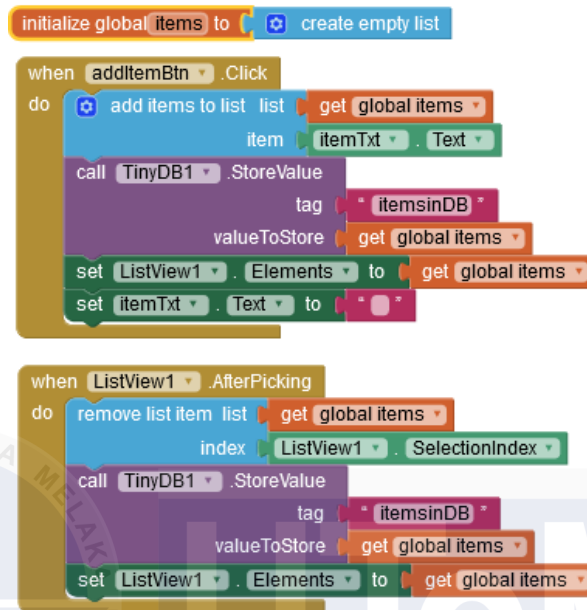 initialize global items to create empty list
when addItemBtn .Click
do add items to list list get global items
item itemTxt . Text
call TinyDB1 .StoreValue
tag " itemsinDB "
valueToStore get global items
set ListView1 . Elements to get global items
set itemTxt . Text to " "
when ListView1 .AfterPicking
do remove list item list get global items
index ListView1 . SelectionIndex
call TinyDB1 .StoreValue
tag " itemsinDB "
valueToStore get global items
set ListView1 . Elements to get global items